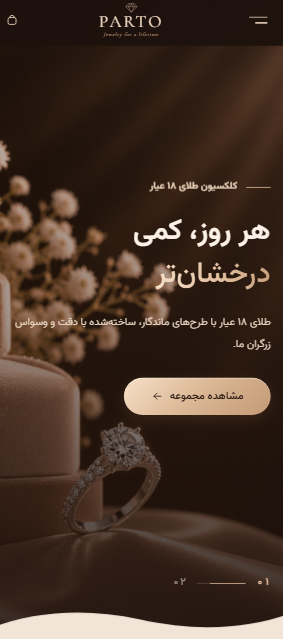 PARTO
Jewelry for a lifetime
کلکسیون طلای ۱۸ عیار
هر روز، کمی
درخشان‌تر
طلای ۱۸ عیار با طرح‌های ماندگار، ساخته‌شده با دقت و وسواس
زرگران ما.
مشاهده مجموعه ←
۰۱ ۰۲